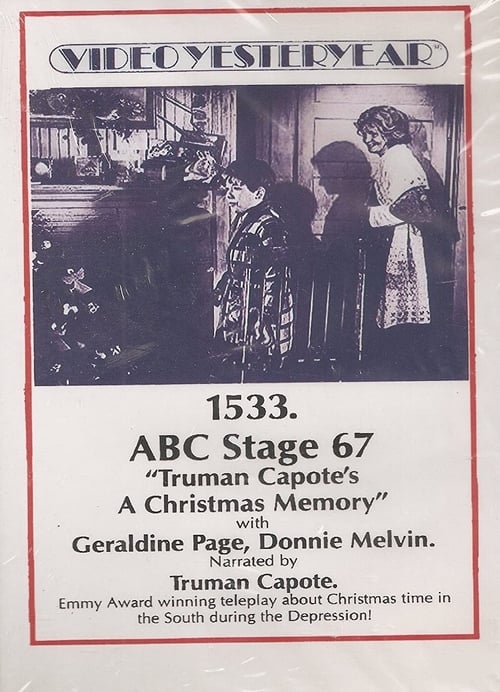 VIDEO YESTERYEAR
1533.
ABC Stage 67
“Truman Capote's
A Christmas Memory”
with
Geraldine Page, Donnie Melvin.
Narrated by
Truman Capote.
Emmy Award winning teleplay about Christmas time in
the South during the Depression!